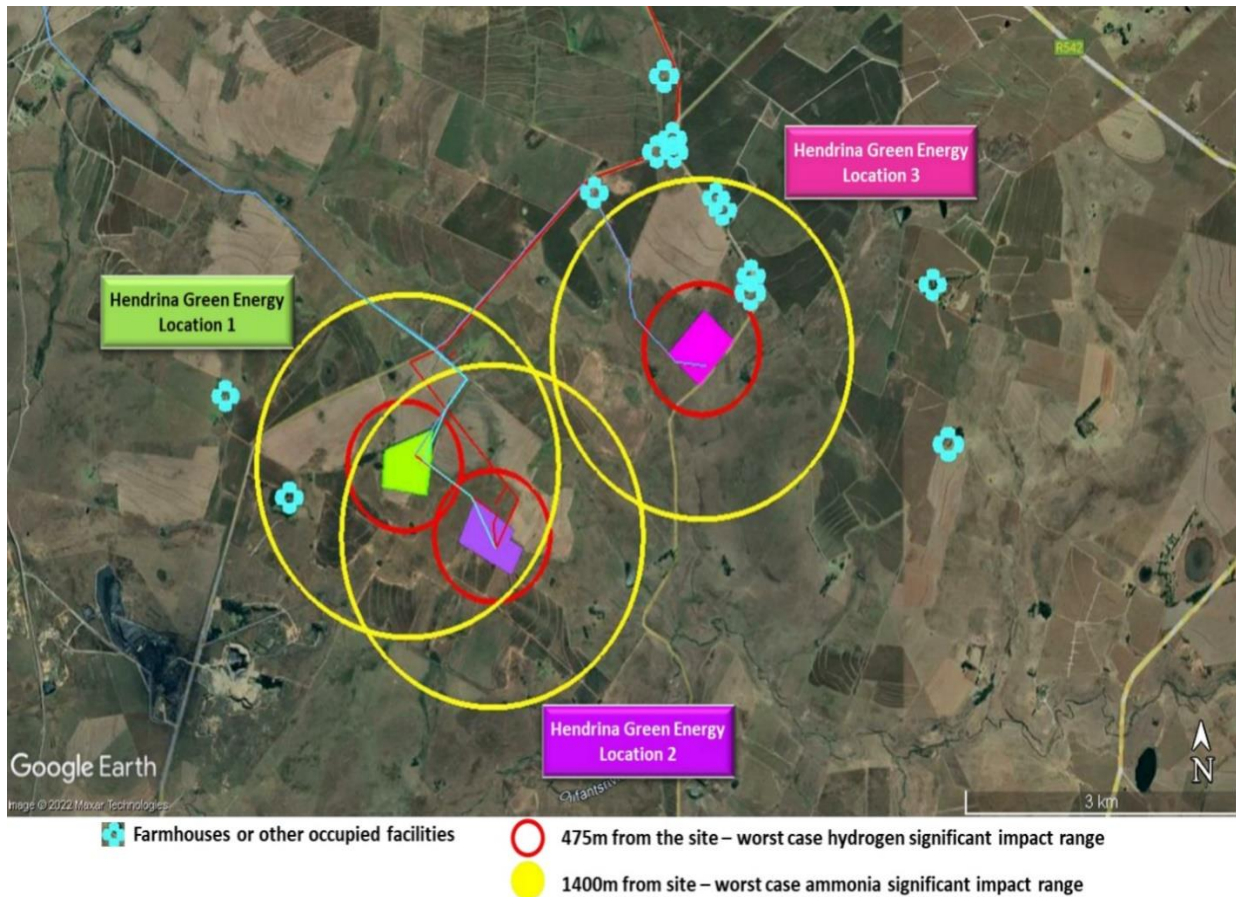 R542
Hendrina Green Energy
Location 3
Hendrina Green Energy
Location 1
Hendrina Green Energy
Location 2
Google Earth
Image © 2022 Maxar Technologies
3 km
N
Farmhouses or other occupied facilities
475m from the site – worst case hydrogen significant impact range
1400m from site – worst case ammonia significant impact range